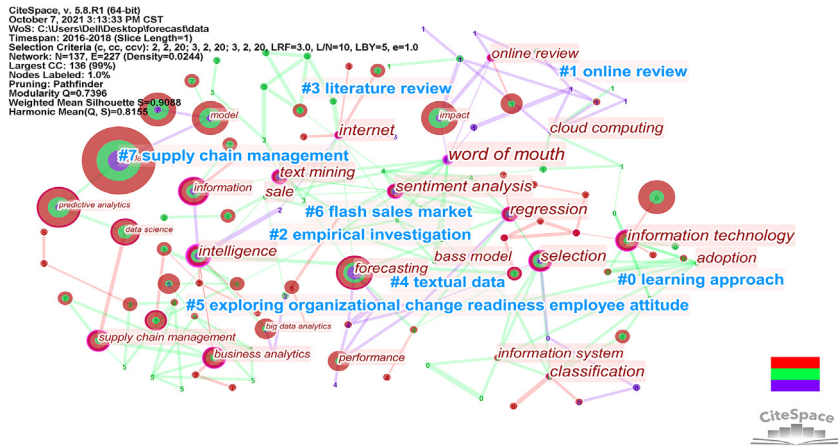 CiteSpace, v. 5.8.R1 (64-bit)
October 7, 2021 3:13:33 PM CST
WoS: C:\Users\Dell\Desktop\forecast\data
Timespan: 2016-2018 (Slice Length=1)
Selection Criteria (c, cc, ccv): 2, 2, 20; 3, 2, 20; 3, 2, 20, LRF=3.0, L/N=10, LBY=5, e=1.0
Network: N=137, E=227 (Density=0.0244)
Largest CC: 136 (99%)
Nodes Labeled: 1.0%
Pruning: Pathfinder
Modularity Q=0.7396
Weighted Mean Silhouette S=0.9088
Harmonic Mean(Q, S)=0.8155
online review
#1 online review
#3 literature review
model
impact
internet
cloud computing
#7 supply chain management
word of mouth
text mining
information
sale
sentiment analysis
predictive analytics
#6 flash sales market
regression
data science
#2 empirical investigation
information technology
intelligence
bass model
selection
adoption
forecasting
#4 textual data
#0 learning approach
#5 exploring organizational change readiness employee attitude
big data analytics
supply chain management
business analytics
performance
information system
classification
CiteSpace